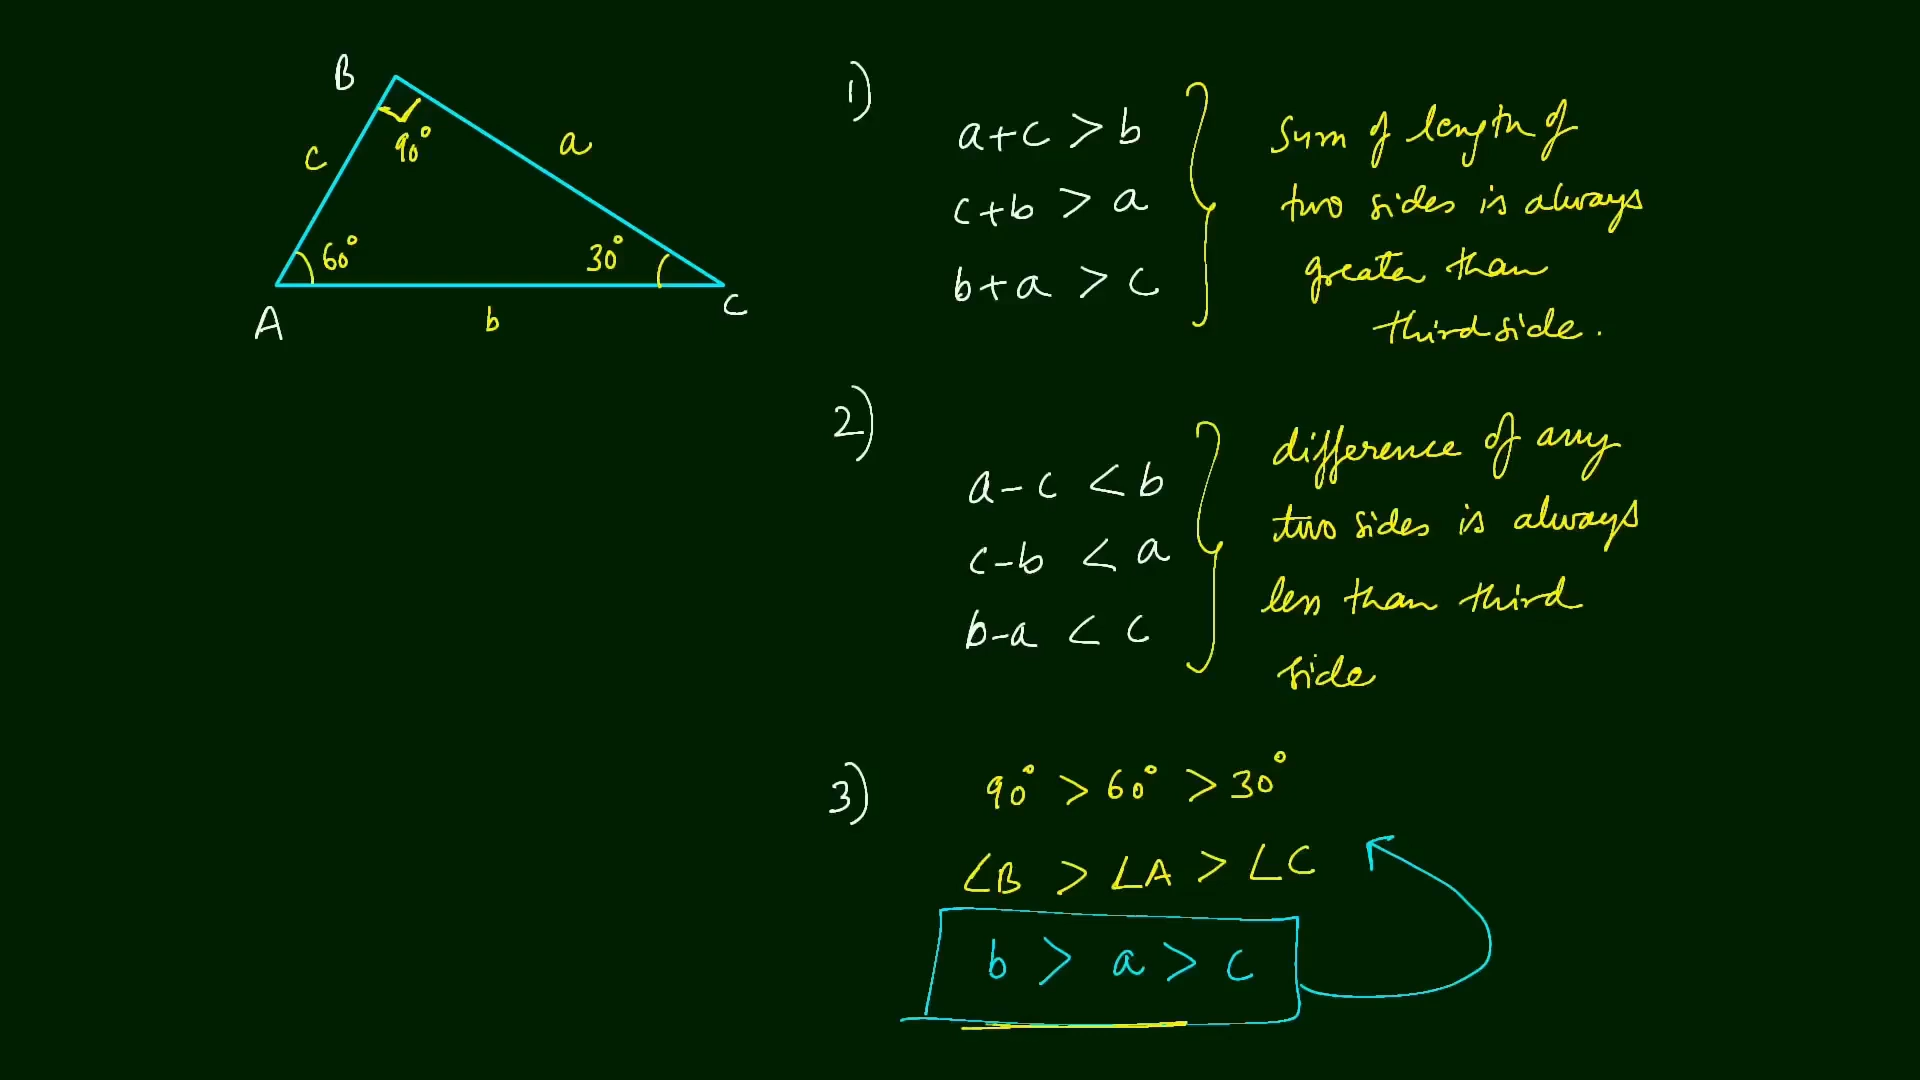 B
90°
c
a
60°
30°
A
b
C
1)
a+c > b
c+b > a
b+a > c
sum of length of
two sides is always
greater than
third side.
2)
a-c < b
c-b < a
b-a < c
difference of any
two sides is always
less than third
side
3)
90° > 60° > 30°
∠B > ∠A > ∠C
b > a > c